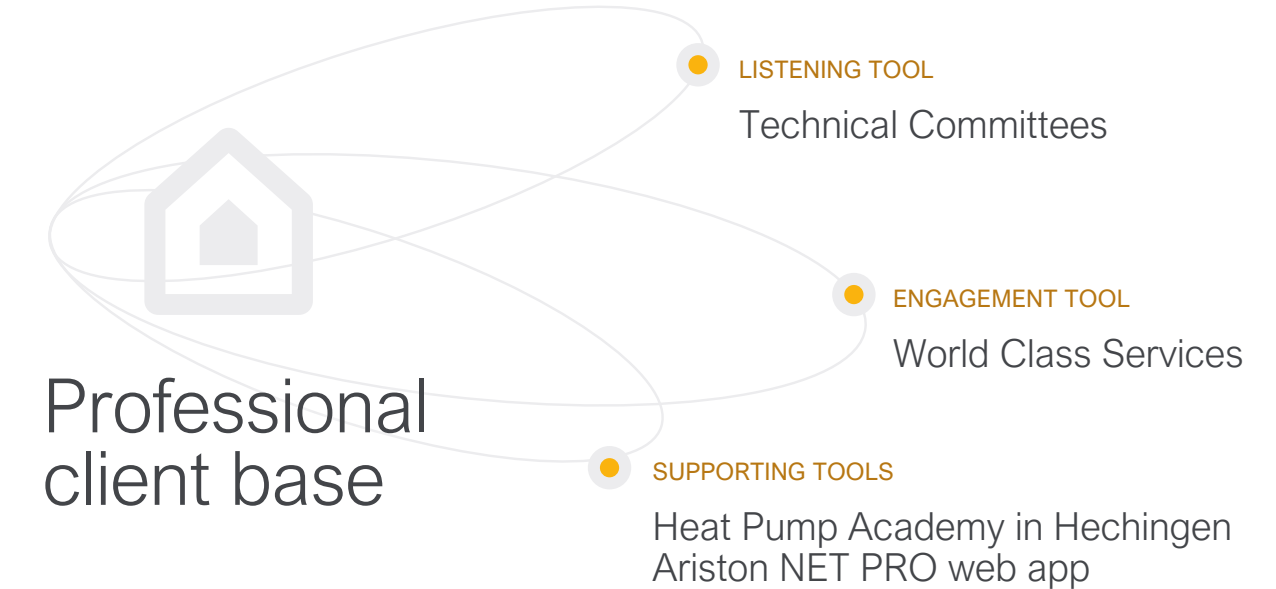 LISTENING TOOL
Technical Committees
ENGAGEMENT TOOL
World Class Services
Professional
client base
SUPPORTING TOOLS
Heat Pump Academy in Hechingen
Ariston NET PRO web app